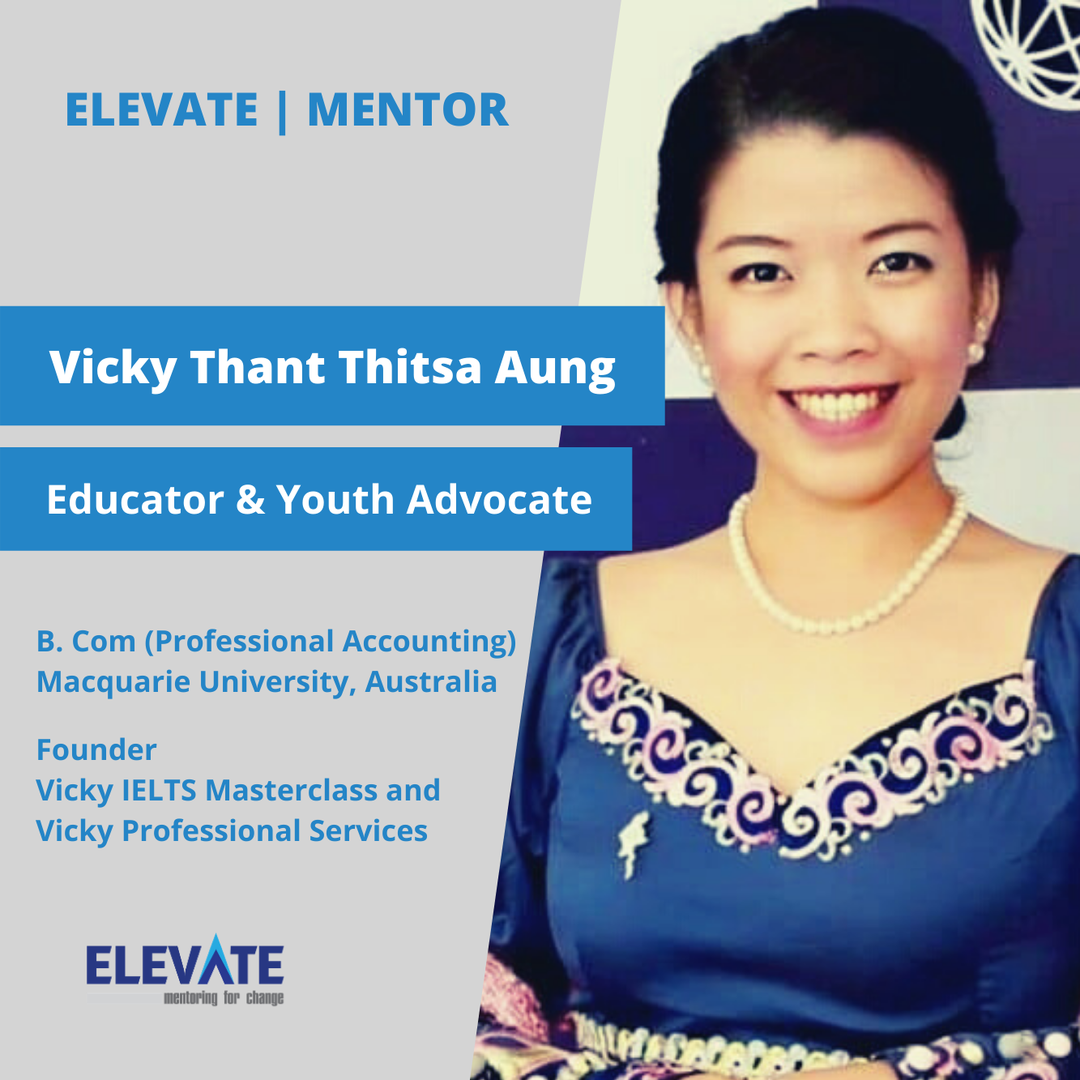 ELEVATE | MENTOR
Vicky Thant Thitsa Aung
Educator & Youth Advocate
B. Com (Professional Accounting)
Macquarie University, Australia
Founder
Vicky IELTS Masterclass and
Vicky Professional Services
ELEVATE
mentoring for change